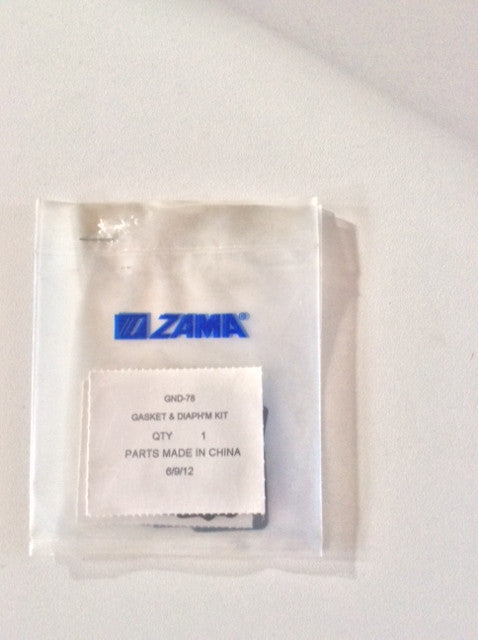 ZAMA®
GND-78
GASKET & DIAPH'M KIT
QTY 1
PARTS MADE IN CHINA
6/9/12